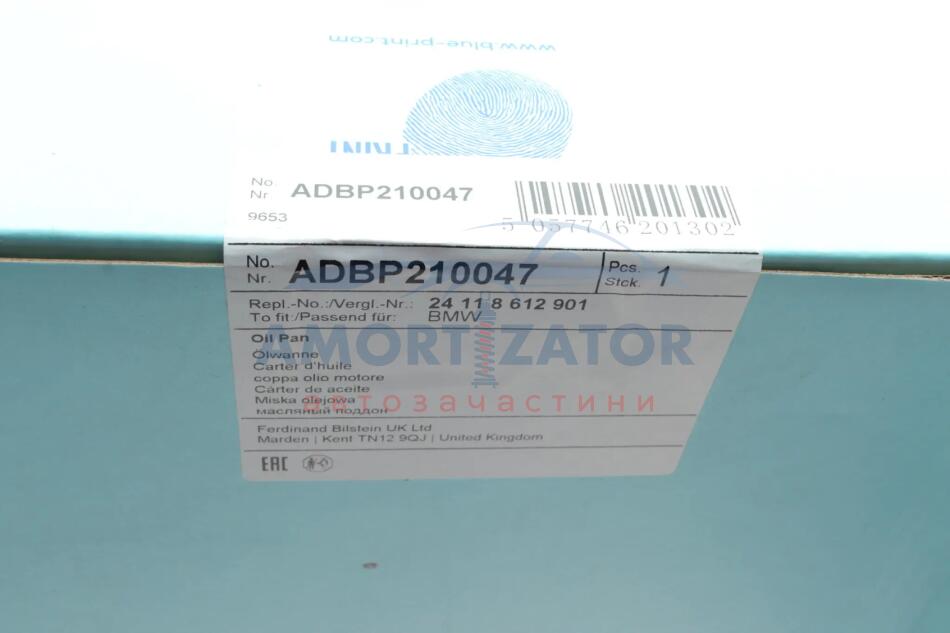 www.blue-print.com
No.
Nr
ADBP210047
9653
5 057746 201302
No.
Nr.
ADBP210047
Pcs.
Stck.
1
Repl.-No.:/Vergl.-Nr.: 24 11 8 612 901
To fit:/Passend für: BMW
Oil Pan
Ölwanne
Carter d'huile
coppa olio motore
Cárter de aceite
Miska olejowa
масляный поддон
AMORTIZATOR
автозачастини
Ferdinand Bilstein UK Ltd
Marden | Kent TN12 9QJ | United Kingdom
EAC